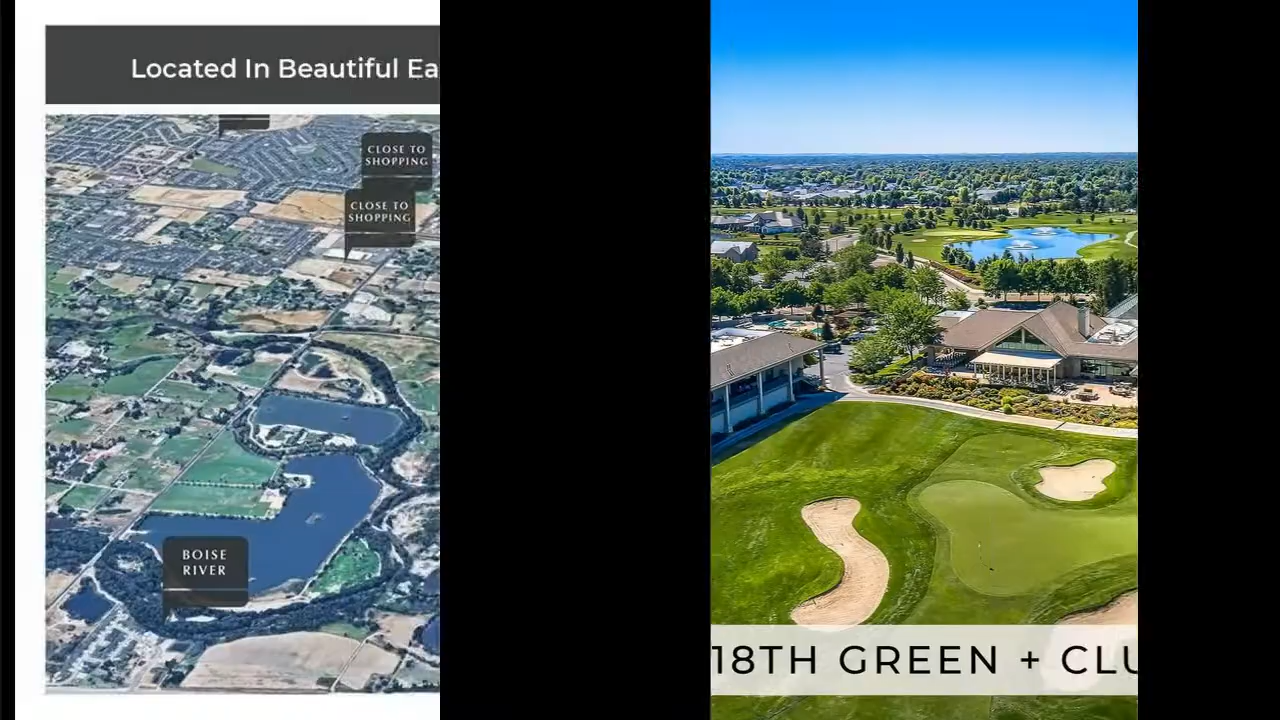 Located In Beautiful Ea
CLOSE TO
SHOPPING
CLOSE TO
SHOPPING
BOISE
RIVER
18TH GREEN + CLU